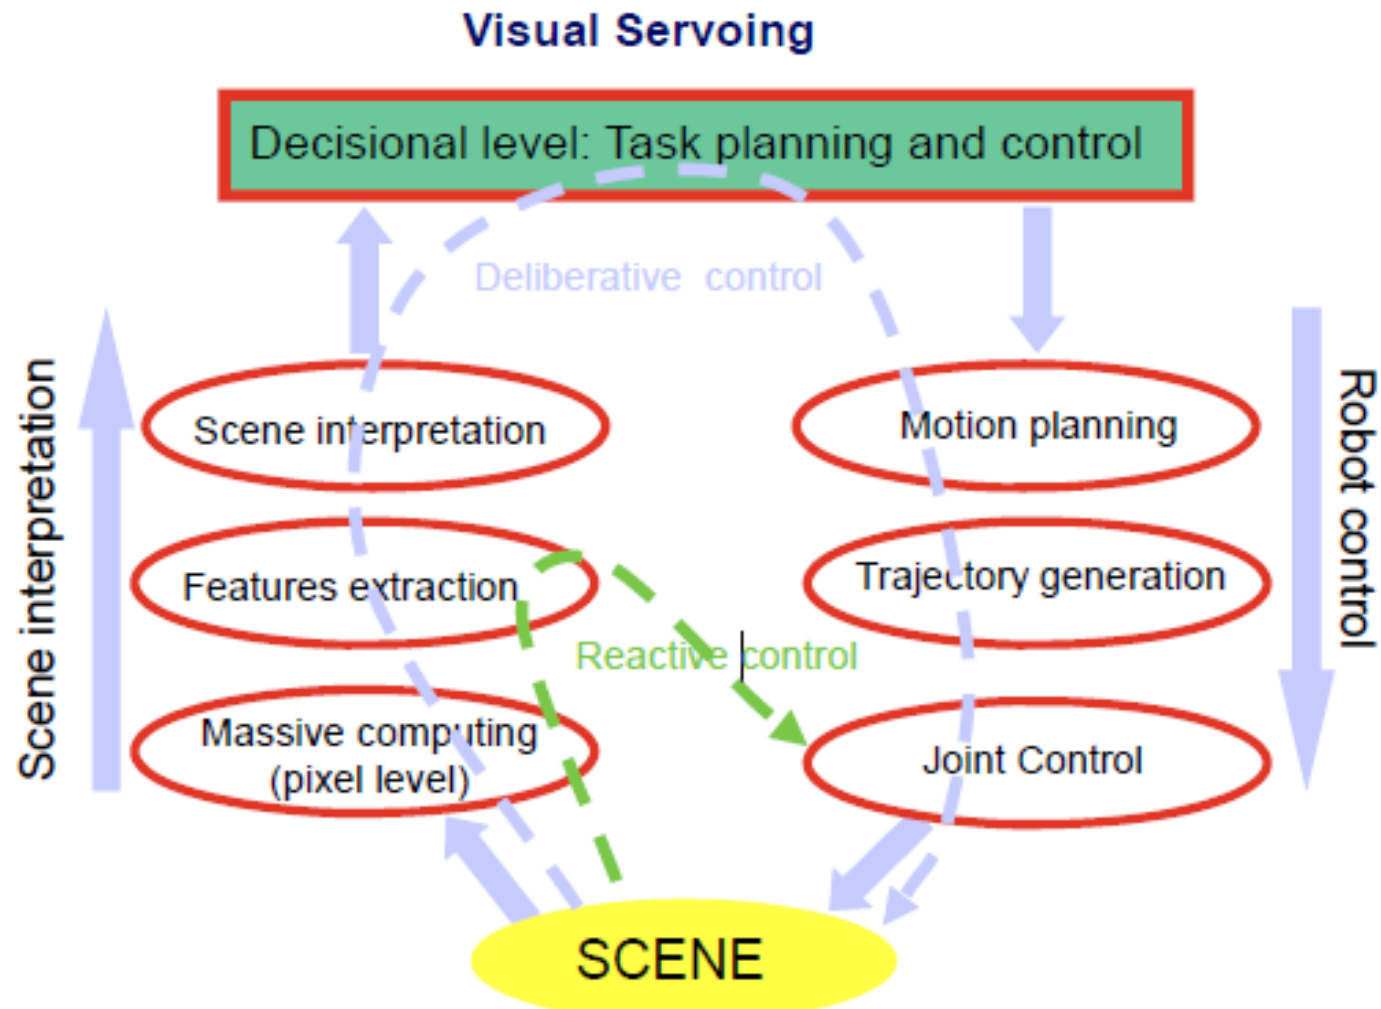 Visual Servoing
Decisional level: Task planning and control
Deliberative control
Scene interpretation
Robot control
Scene interpretation
Motion planning
Features extraction
Trajectory generation
Reactive control
Massive computing
(pixel level)
Joint Control
SCENE